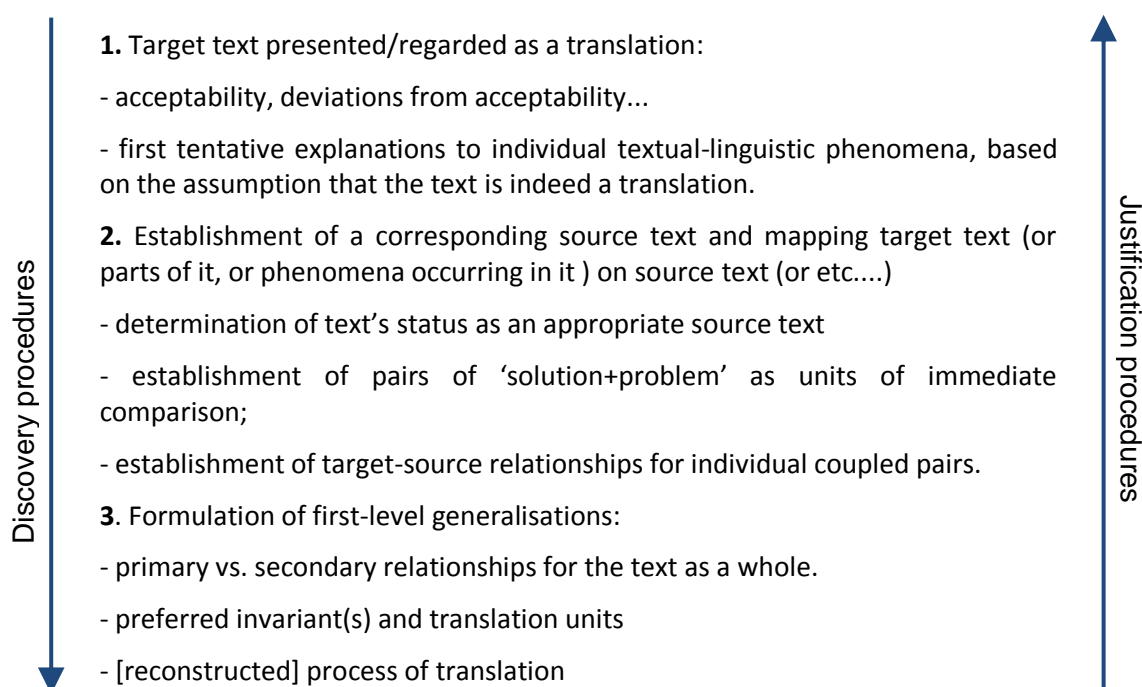 1. Target text presented/regarded as a translation:
- acceptability, deviations from acceptability...
- first tentative explanations to individual textual-linguistic phenomena, based
on the assumption that the text is indeed a translation.
2. Establishment of a corresponding source text and mapping target text (or
parts of it, or phenomena occurring in it ) on source text (or etc....)
- determination of text’s status as an appropriate source text
- establishment of pairs of ‘solution+problem’ as units of immediate
comparison;
- establishment of target-source relationships for individual coupled pairs.
3. Formulation of first-level generalisations:
- primary vs. secondary relationships for the text as a whole.
- preferred invariant(s) and translation units
- [reconstructed] process of translation
Discovery procedures
Justification procedures